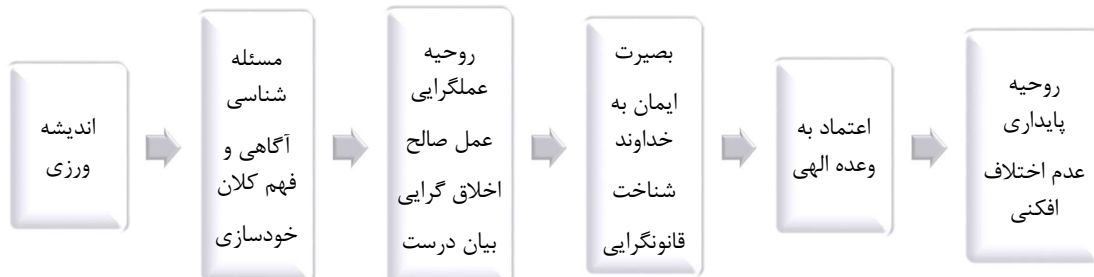 اندیشه
ورزی
مسئله
شناسی
آگاهی و
فهم کلان
خودسازی
روحیه
عملگرایی
عمل صالح
اخلاق گرایی
بیان درست
بصیرت
ایمان به
خداوند
شناخت
قانونگرایی
اعتماد به
وعده الهی
روحیه
پایداری
عدم اختلاف
افکنی